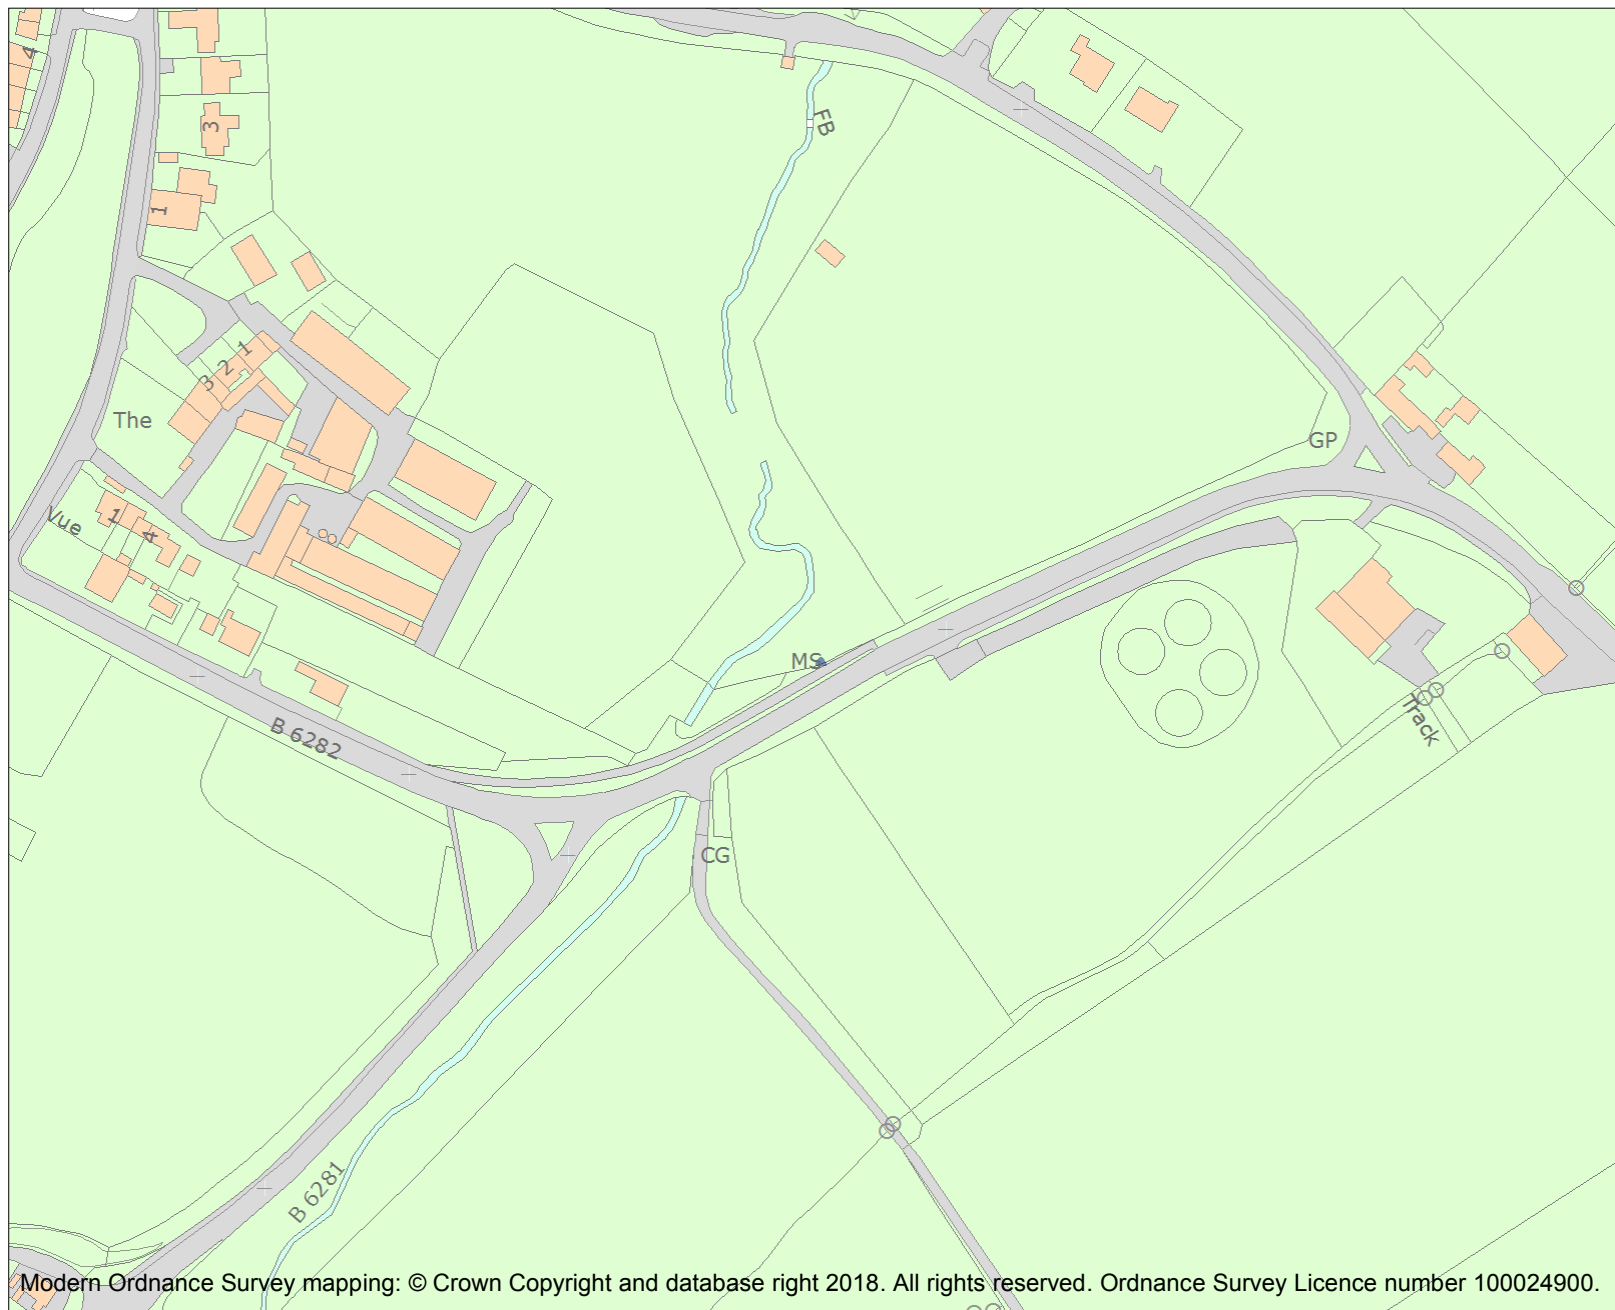 4
FB
3
1
1
2
3
The
GP
Vue
1
4
MS
Track
B 6282
CG
B 6281
Modern Ordnance Survey mapping: © Crown Copyright and database right 2018. All rights reserved. Ordnance Survey Licence number 100024900.